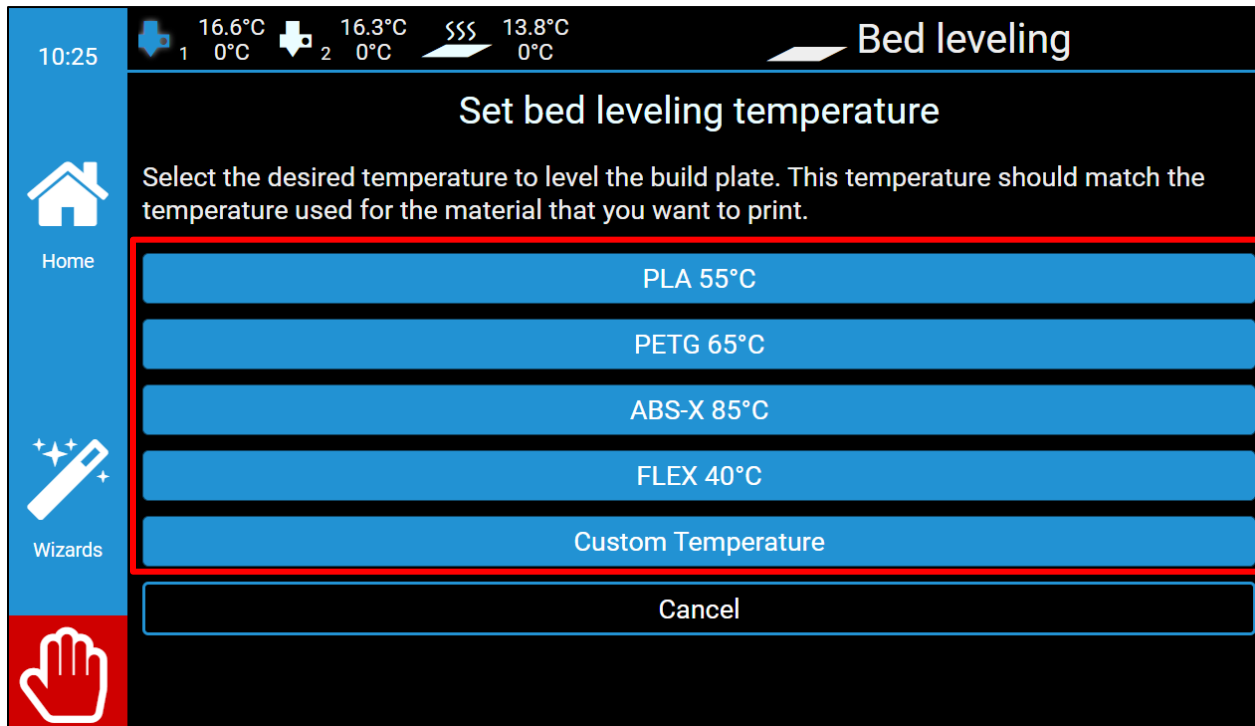 10:25
1 16.6°C 2 16.3°C 13.8°C
0°C 0°C 0°C
Bed leveling
Set bed leveling temperature
Select the desired temperature to level the build plate. This temperature should match the
temperature used for the material that you want to print.
Home
PLA 55°C
PETG 65°C
ABS-X 85°C
FLEX 40°C
Custom Temperature
Wizards
Cancel